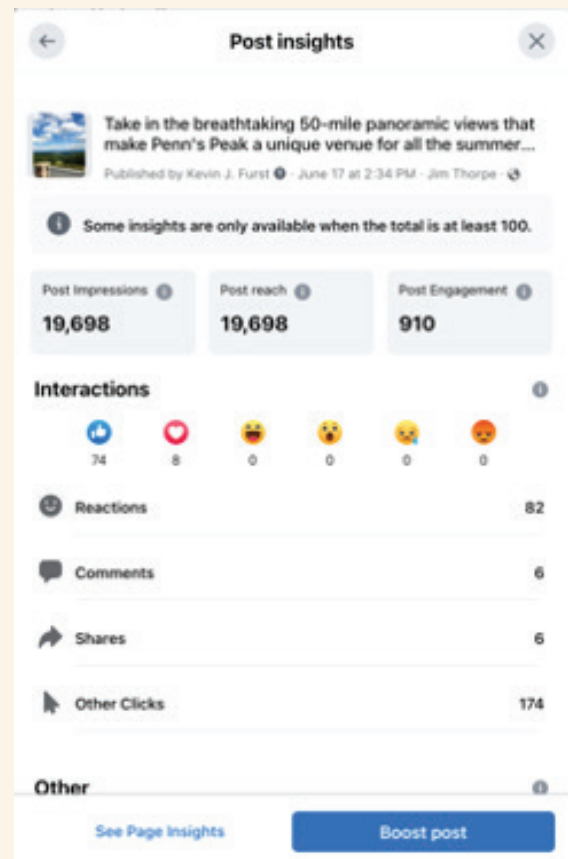 Post insights
Take in the breathtaking 50-mile panoramic views that
make Penn's Peak a unique venue for all the summer...
Published by Kevin J. Furst · June 17 at 2:34 PM · Jim Thorpe ·
Some insights are only available when the total is at least 100.
Post Impressions Post reach Post Engagement
19,698 19,698 910
Interactions
74 8 0 0 0 0
Reactions 82
Comments 6
Shares 6
Other Clicks 174
Other
See Page Insights Boost post